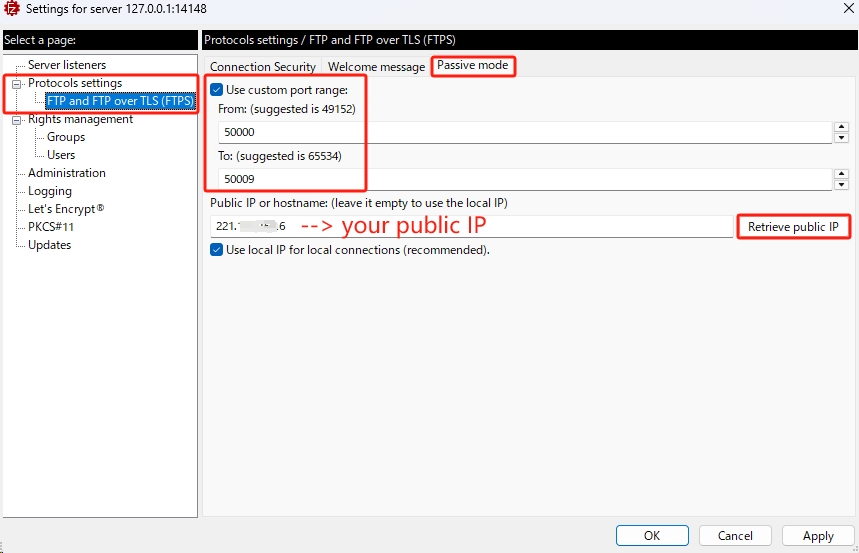 Settings for server 127.0.0.1:14148
Select a page:
Protocols settings / FTP and FTP over TLS (FTPS)
Server listeners
Protocols settings
FTP and FTP over TLS (FTPS)
Rights management
Groups
Users
Administration
Logging
Let's Encrypt®
PKCS#11
Updates
Connection Security
Welcome message
Passive mode
Use custom port range:
From: (suggested is 49152)
50000
To: (suggested is 65534)
50009
Public IP or hostname: (leave it empty to use the local IP)
221. .6 --> your public IP
Retrieve public IP
Use local IP for local connections (recommended).
OK
Cancel
Apply